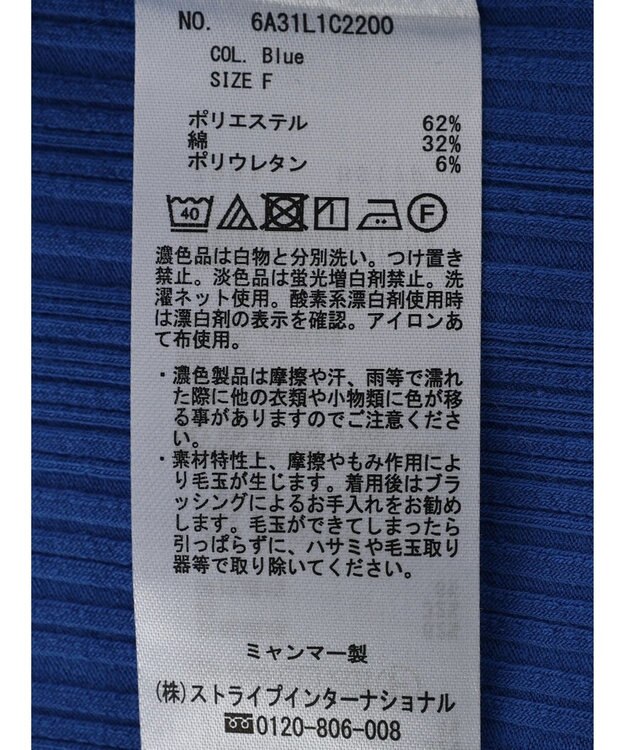 NO. 6A31L1C2200
COL. Blue
SIZE F
ポリエステル 62%
綿 32%
ポリウレタン 6%
40 F
濃色品は白物と分別洗い。つけ置き
禁止。淡色品は蛍光増白剤禁止。洗
濯ネット使用。酸素系漂白剤使用時
は漂白剤の表示を確認。アイロンあ
て布使用。
・濃色製品は摩擦や汗、雨等で濡れ
た際に他の衣類や小物類に色が移
る事がありますのでご注意くださ
い。
・素材特性上、摩擦やもみ作用によ
り毛玉が生じます。着用後はブラ
ッシングによるお手入れをお勧め
します。毛玉ができてしまったら
引っぱらずに、ハサミや毛玉取り
器等で取り除いてください。
ミャンマー製
(株)ストライプインターナショナル
0120-806-008